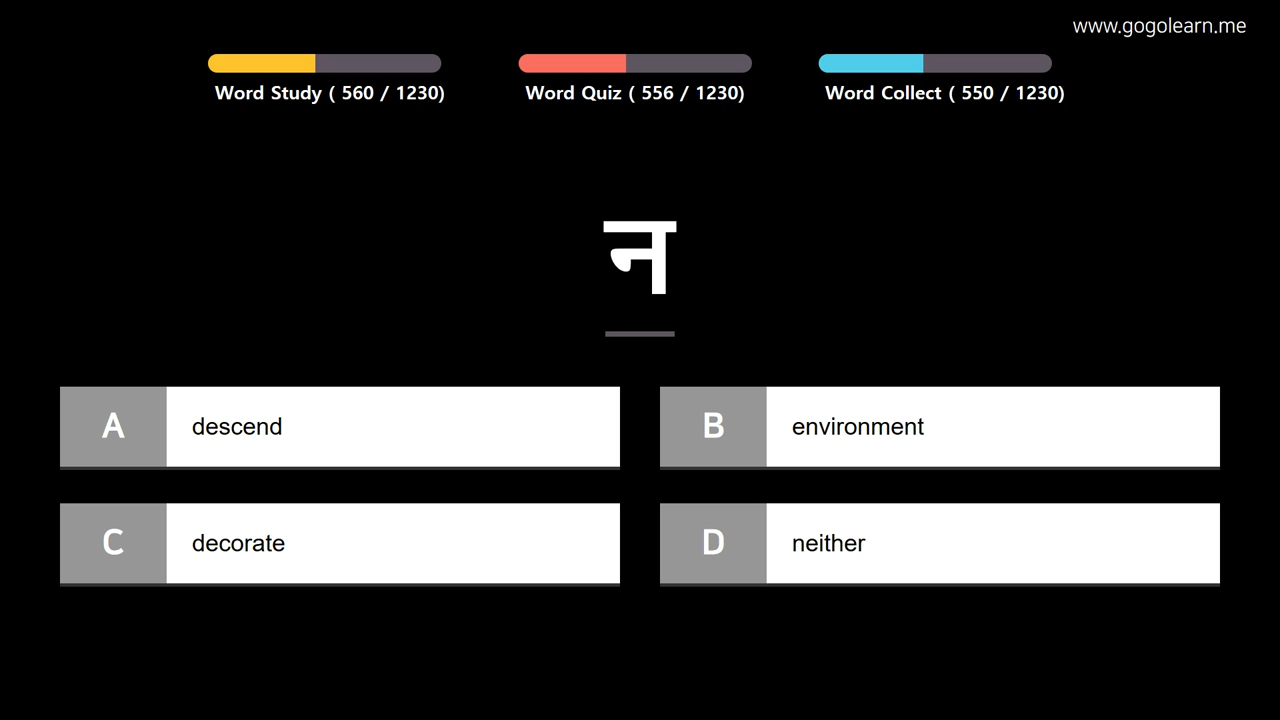 www.gogolearn.me
Word Study ( 560 / 1230)
Word Quiz ( 556 / 1230)
Word Collect ( 550 / 1230)
न
A
descend
B
environment
C
decorate
D
neither